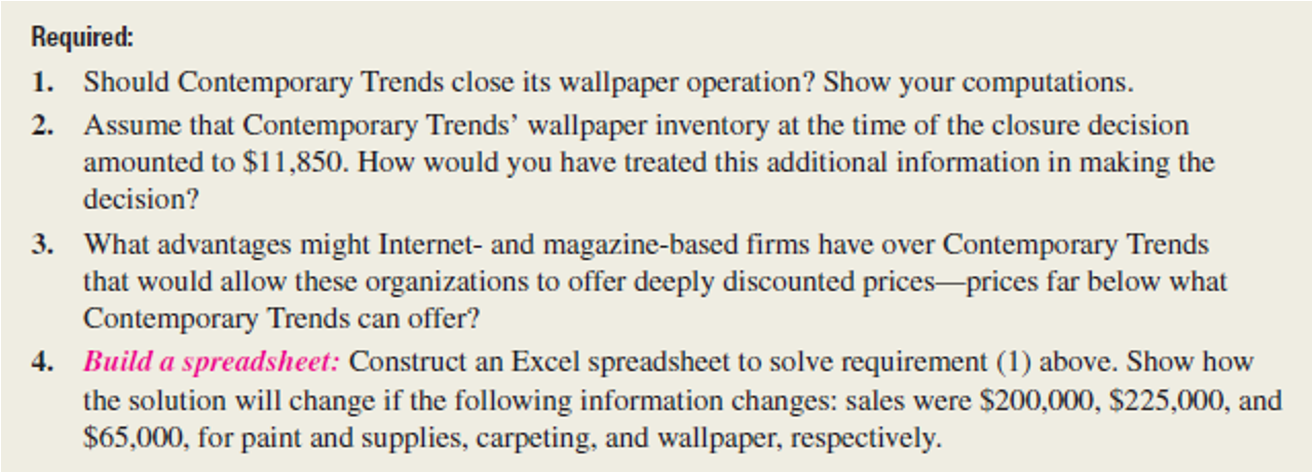 Required:
1. Should Contemporary Trends close its wallpaper operation? Show your computations.
2. Assume that Contemporary Trends’ wallpaper inventory at the time of the closure decision
amounted to $11,850. How would you have treated this additional information in making the
decision?
3. What advantages might Internet- and magazine-based firms have over Contemporary Trends
that would allow these organizations to offer deeply discounted prices—prices far below what
Contemporary Trends can offer?
4. Build a spreadsheet: Construct an Excel spreadsheet to solve requirement (1) above. Show how
the solution will change if the following information changes: sales were $200,000, $225,000, and
$65,000, for paint and supplies, carpeting, and wallpaper, respectively.